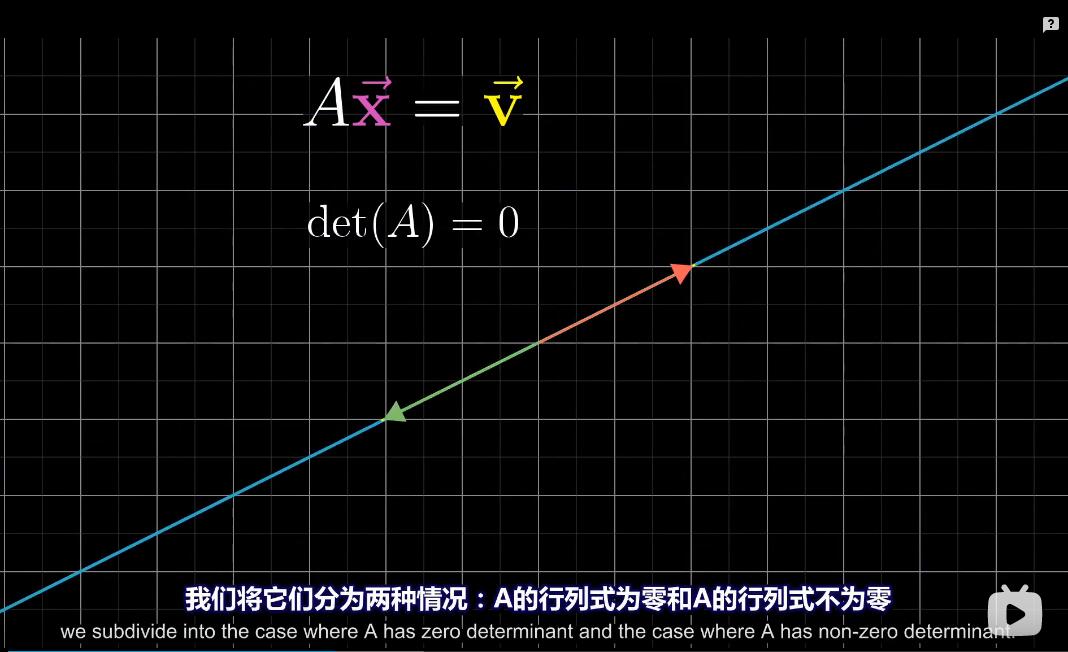 ?
A\vec{x} = \vec{v}
det(A) = 0
我们将它们分为两种情况：A的行列式为零和A的行列式不为零
we subdivide into the case where A has zero determinant and the case where A has non-zero determinant.